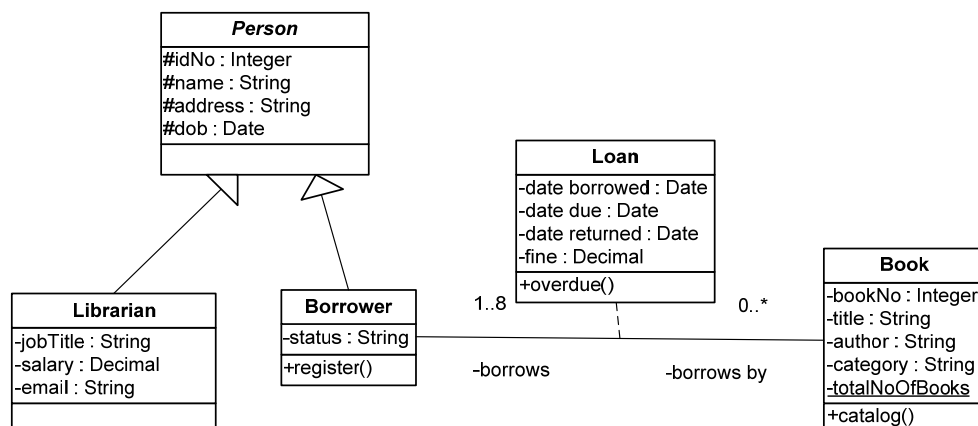 Person
#idNo : Integer
#name : String
#address : String
#dob : Date
Loan
-date borrowed : Date
-date due : Date
-date returned : Date
-fine : Decimal
+overdue()
Librarian
-jobTitle : String
-salary : Decimal
-email : String
Borrower
-status : String
+register()
1..8
0..*
-borrows
-borrows by
Book
-bookNo : Integer
-title : String
-author : String
-category : String
-totalNoOfBooks
+catalog()